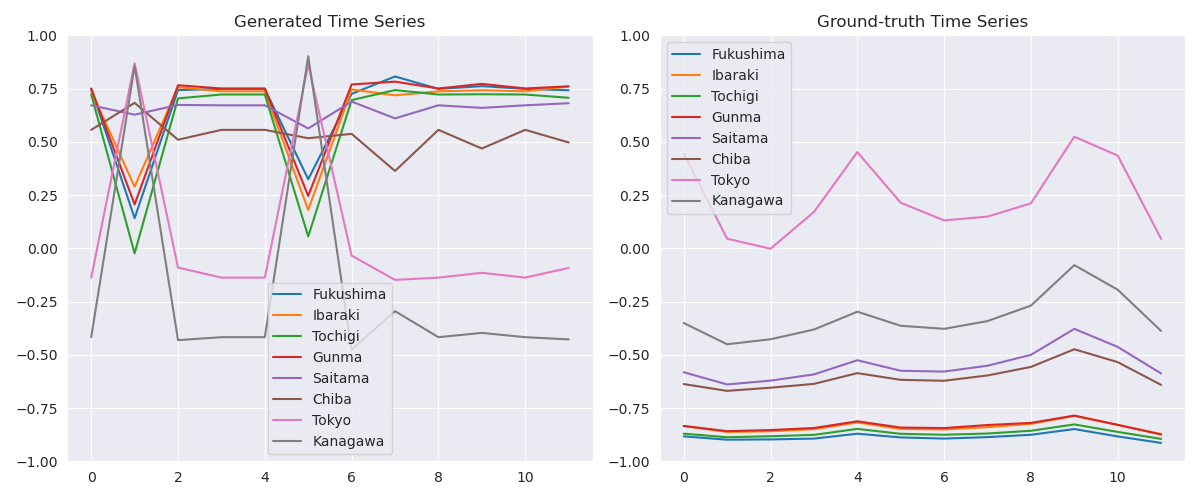 Generated Time Series
1.00
0.75
0.50
0.25
0.00
−0.25
−0.50
−0.75
−1.00
0 2 4 6 8 10
Fukushima
Ibaraki
Tochigi
Gunma
Saitama
Chiba
Tokyo
Kanagawa
Ground-truth Time Series
1.00
0.75
0.50
0.25
0.00
−0.25
−0.50
−0.75
−1.00
0 2 4 6 8 10
Fukushima
Ibaraki
Tochigi
Gunma
Saitama
Chiba
Tokyo
Kanagawa